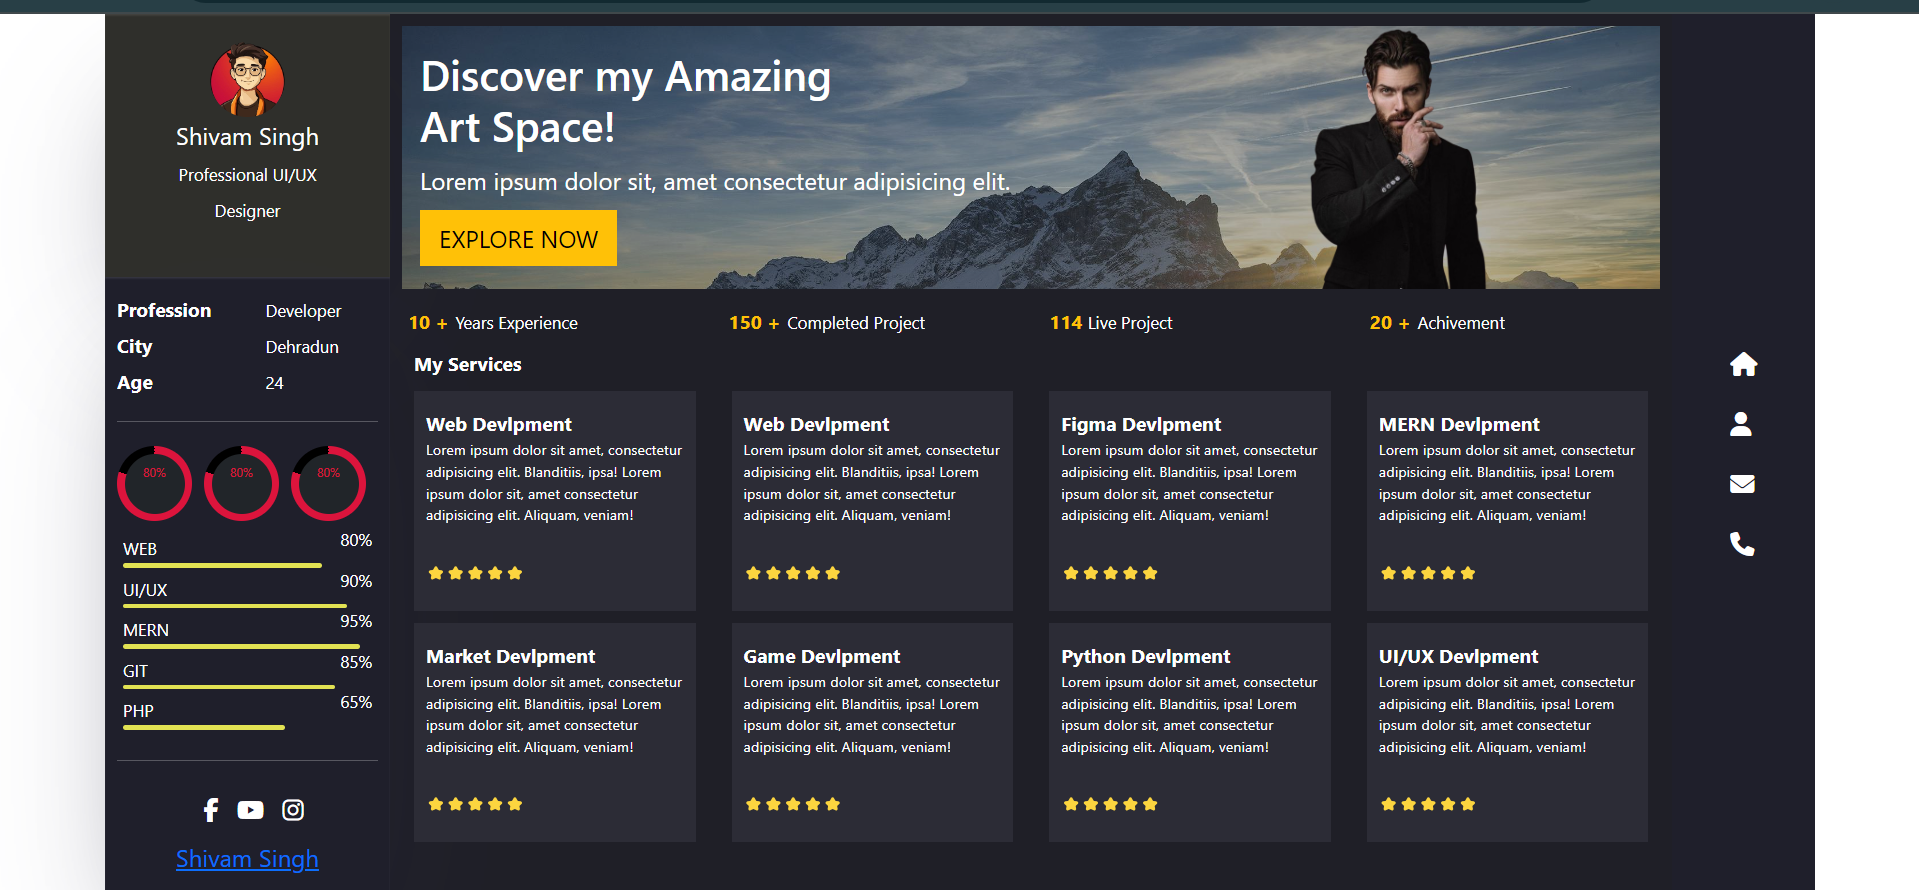 Shivam Singh
Professional UI/UX
Designer
Profession Developer
City Dehradun
Age 24
80% 80% 80%
WEB 80%
UI/UX 90%
MERN 95%
GIT 85%
PHP 65%
Shivam Singh
Discover my Amazing
Art Space!
Lorem ipsum dolor sit, amet consectetur adipisicing elit.
EXPLORE NOW
10 + Years Experience
150 + Completed Project
114 Live Project
20 + Achivement
My Services
Web Devlpment
Lorem ipsum dolor sit amet, consectetur
adipisicing elit. Blanditiis, ipsa! Lorem
ipsum dolor sit, amet consectetur
adipisicing elit. Aliquam, veniam!
Web Devlpment
Lorem ipsum dolor sit amet, consectetur
adipisicing elit. Blanditiis, ipsa! Lorem
ipsum dolor sit, amet consectetur
adipisicing elit. Aliquam, veniam!
Figma Devlpment
Lorem ipsum dolor sit amet, consectetur
adipisicing elit. Blanditiis, ipsa! Lorem
ipsum dolor sit, amet consectetur
adipisicing elit. Aliquam, veniam!
MERN Devlpment
Lorem ipsum dolor sit amet, consectetur
adipisicing elit. Blanditiis, ipsa! Lorem
ipsum dolor sit, amet consectetur
adipisicing elit. Aliquam, veniam!
Market Devlpment
Lorem ipsum dolor sit amet, consectetur
adipisicing elit. Blanditiis, ipsa! Lorem
ipsum dolor sit, amet consectetur
adipisicing elit. Aliquam, veniam!
Game Devlpment
Lorem ipsum dolor sit amet, consectetur
adipisicing elit. Blanditiis, ipsa! Lorem
ipsum dolor sit, amet consectetur
adipisicing elit. Aliquam, veniam!
Python Devlpment
Lorem ipsum dolor sit amet, consectetur
adipisicing elit. Blanditiis, ipsa! Lorem
ipsum dolor sit, amet consectetur
adipisicing elit. Aliquam, veniam!
UI/UX Devlpment
Lorem ipsum dolor sit amet, consectetur
adipisicing elit. Blanditiis, ipsa! Lorem
ipsum dolor sit, amet consectetur
adipisicing elit. Aliquam, veniam!